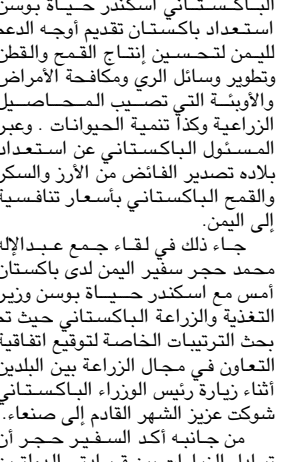 الباكستاني اسكندر حياة بوسن
استعداد باكستان تقديم أوجه الدعم
لليمن لتحسين إنتاج القمح والقطن
وتطوير وسائل الري ومكافحة الأمراض
والأوبئة التي تصيب المحاصيل
الزراعية وكذا تنمية الحيوانات . وعبر
المسئول الباكستاني عن استعداد
بلاده تصدير الفائض من الأرز والسكر
والقمح الباكستاني بأسعار تنافسية
إلى اليمن.
جاء ذلك في لقاء جمع عبدالإله
محمد حجر سفير اليمن لدى باكستان
أمس مع اسكندر حياة بوسن وزير
التغذية والزراعة الباكستاني حيث تم
بحث الترتيبات الخاصة لتوقيع اتفاقية
التعاون في مجال الزراعة بين البلدين
أثناء زيارة رئيس الوزراء الباكستاني
شوكت عزيز الشهر القادم إلى صنعاء.
من جانبه أكد السفير حجر أن